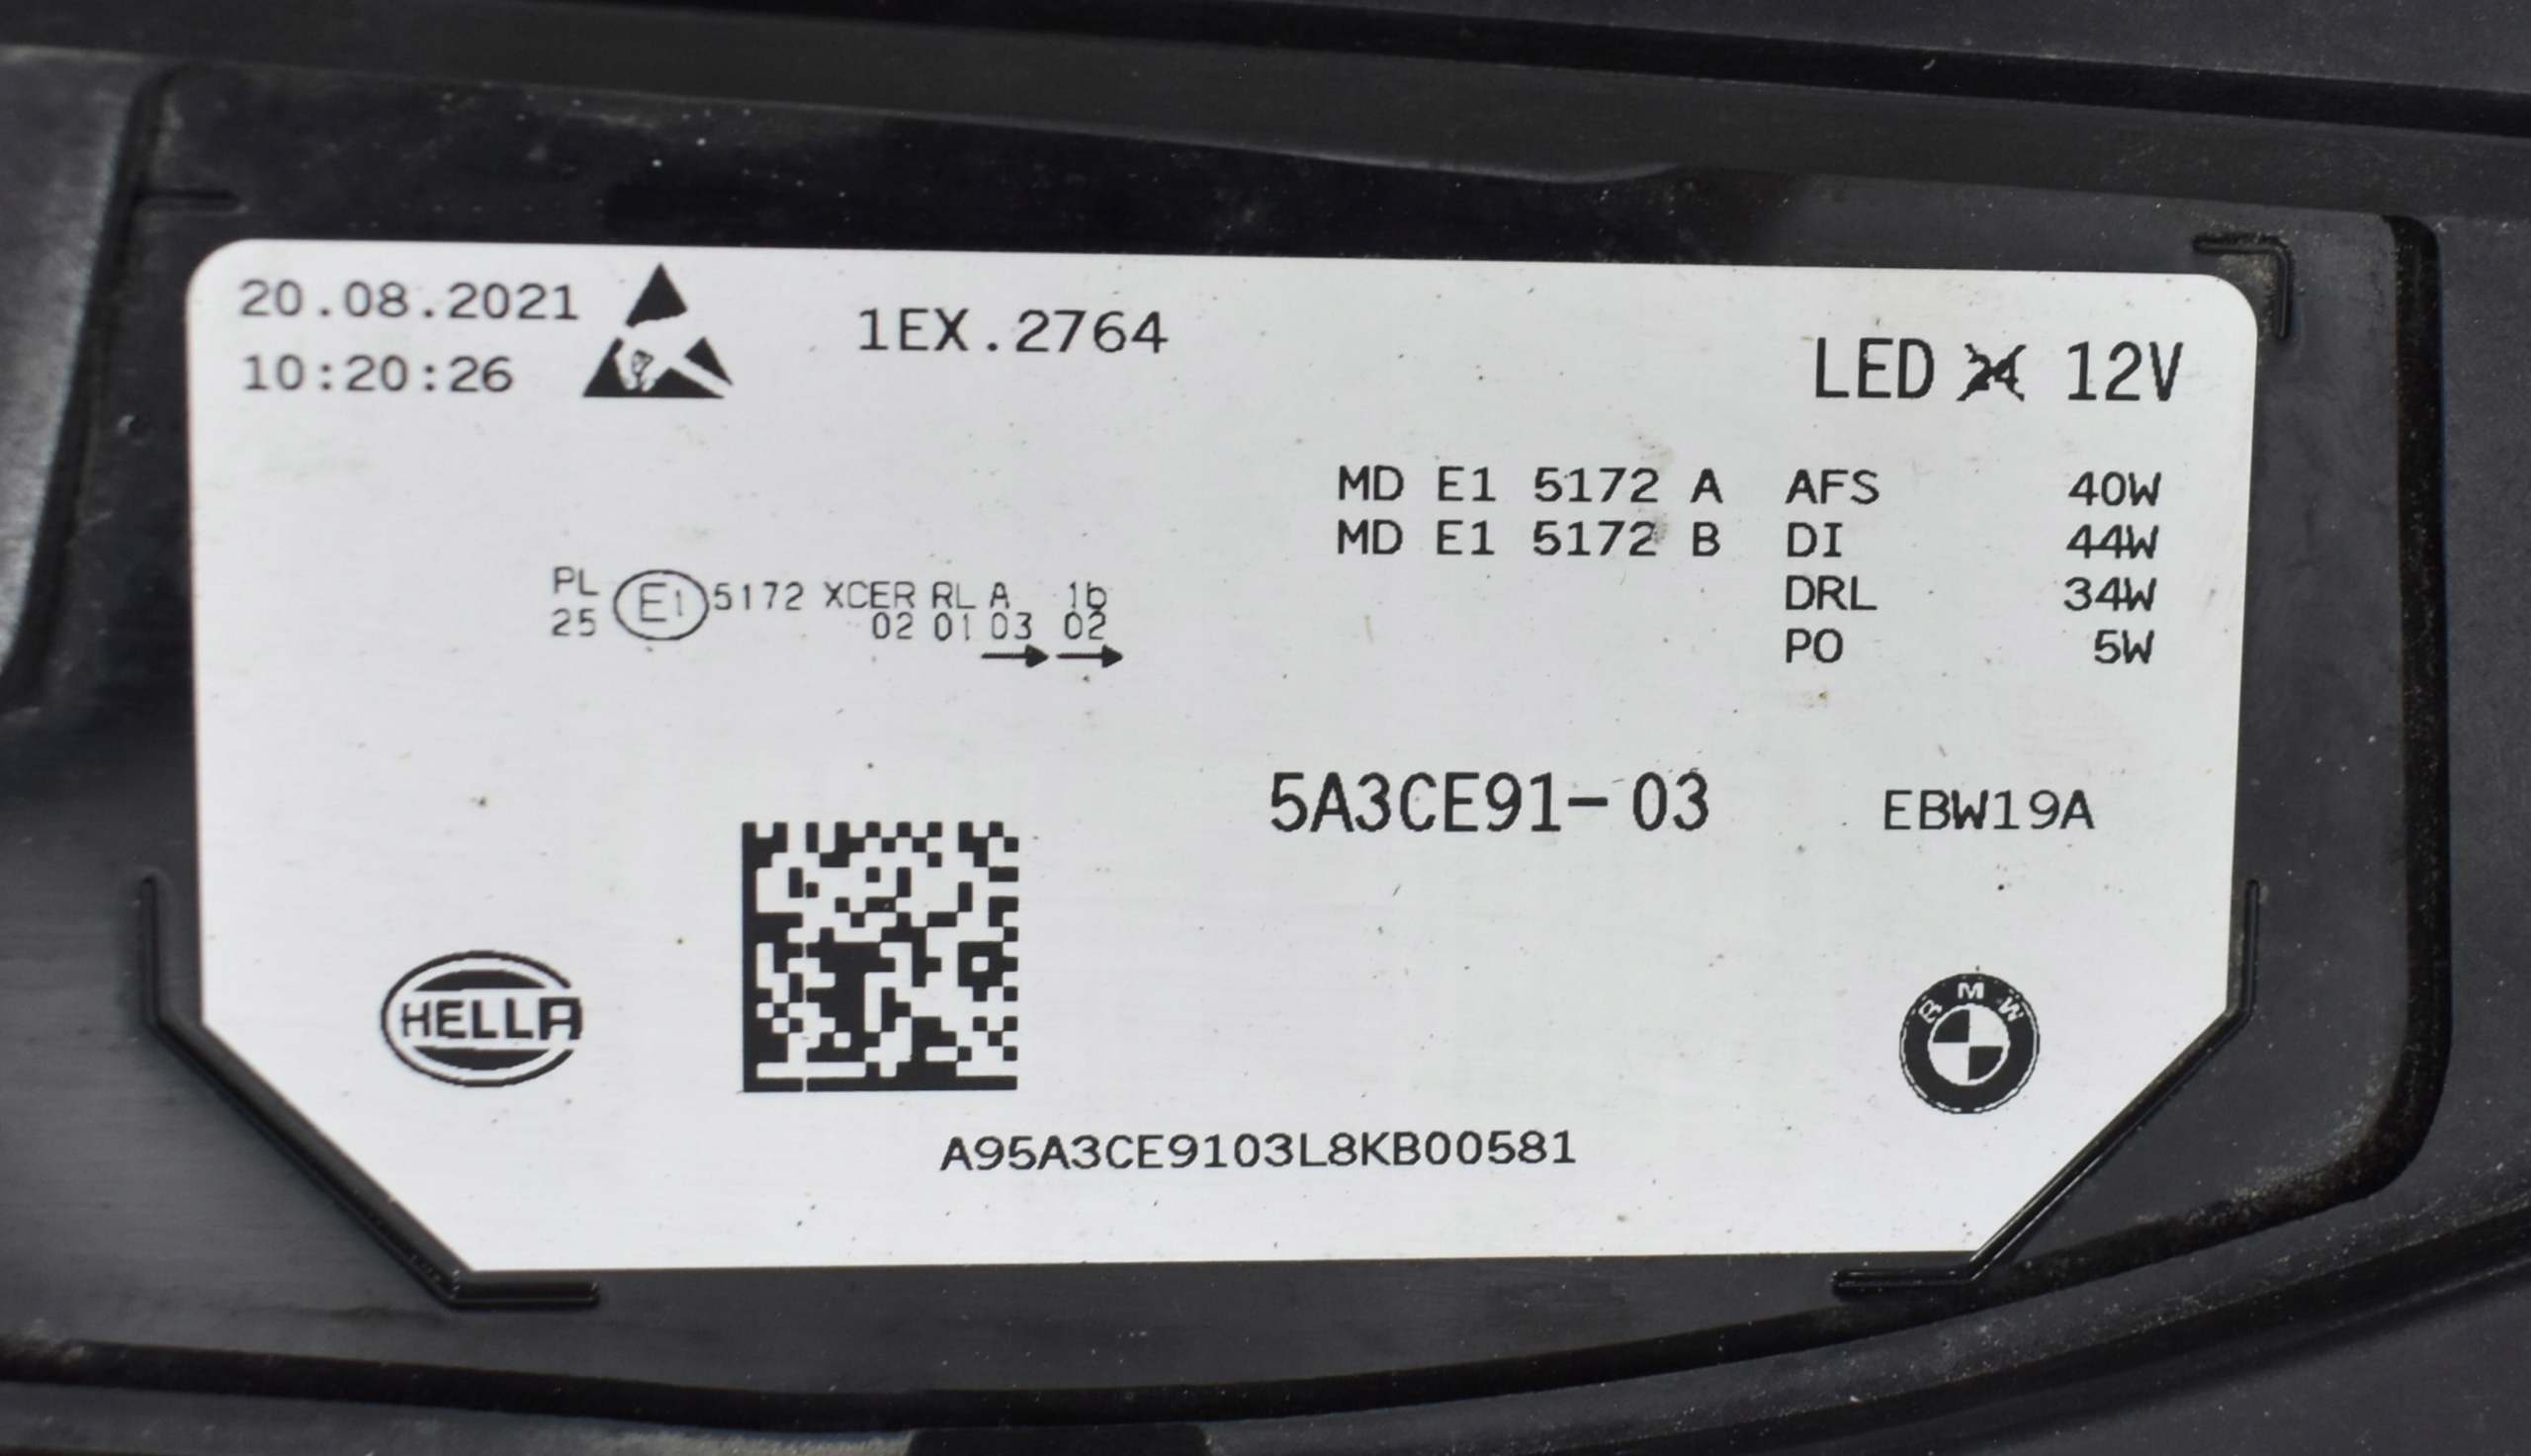 20.08.2021
10:20:26
1EX.2764
LED 24 12V
MD E1 5172 A AFS 40W
MD E1 5172 B DI 44W
DRL 34W
PO 5W
PL
25
E1
5172 XCER RL A 1b
02 01 03 02
5A3CE91-03
EBW19A
HELLA
BMW
A95A3CE9103L8KB00581